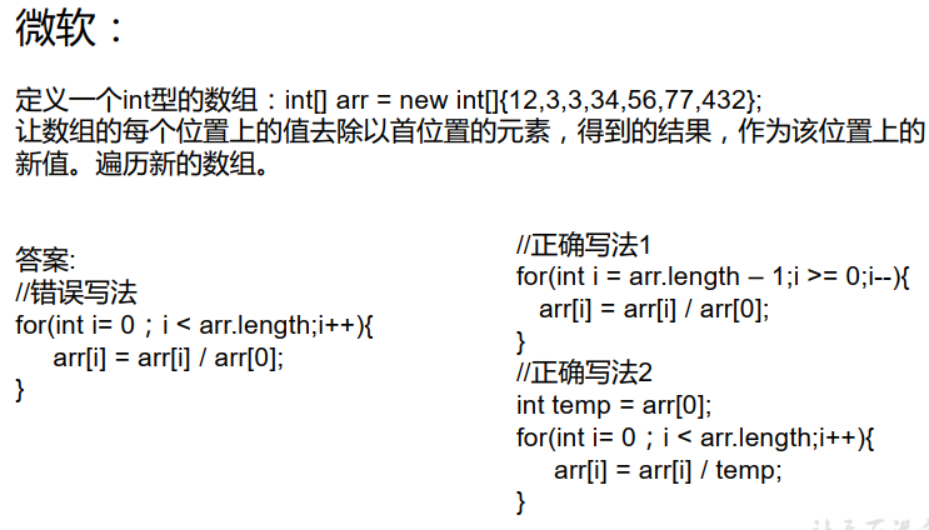 微软：
定义一个int型的数组：int[] arr = new int[]{12,3,3,34,56,77,432};
让数组的每个位置上的值去除以首位置的元素，得到的结果，作为该位置上的
新值。遍历新的数组。
答案:
//错误写法
for(int i= 0；i < arr.length;i++){
arr[i] = arr[i] / arr[0];
}
//正确写法1
for(int i = arr.length – 1;i >= 0;i--){
arr[i] = arr[i] / arr[0];
}
//正确写法2
int temp = arr[0];
for(int i= 0；i < arr.length;i++){
arr[i] = arr[i] / temp;
}